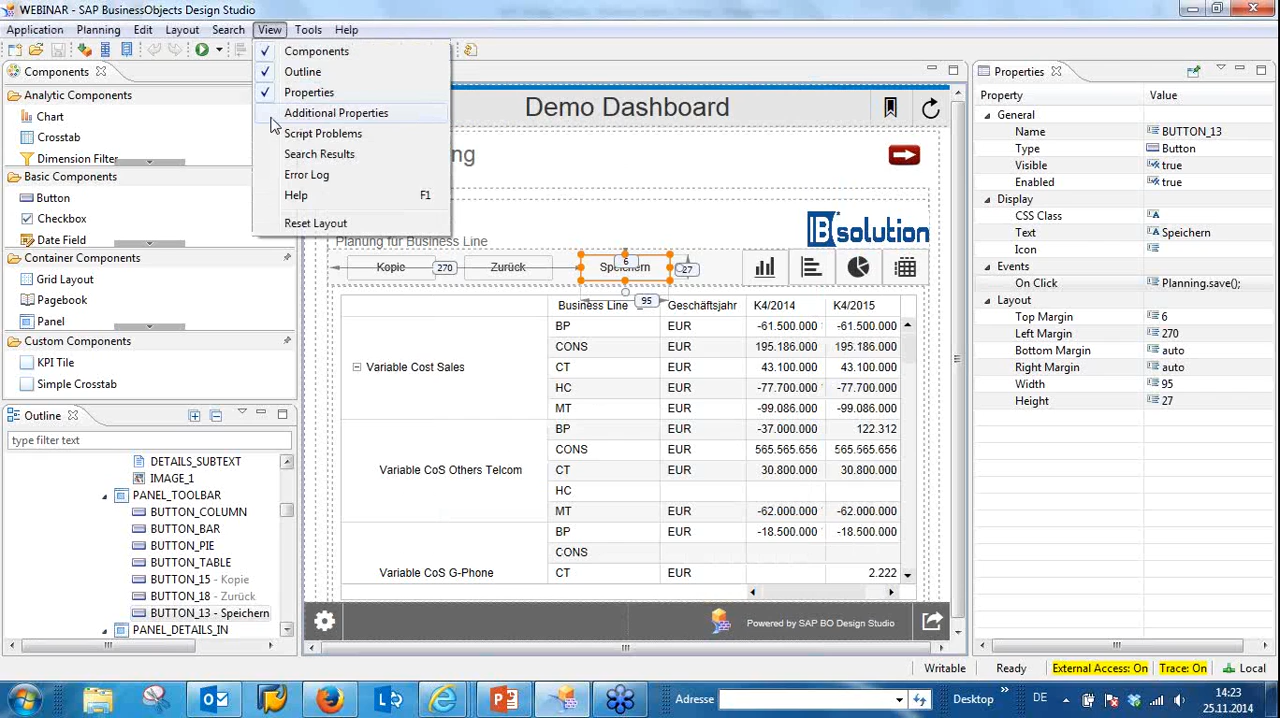 WEBINAR - SAP BusinessObjects Design Studio
Application Planning Edit Layout Search View Tools Help
Components
Outline
Properties
Additional Properties
Script Problems
Search Results
Error Log
Help F1
Reset Layout
Components
Analytic Components
Chart
Crosstab
Dimension Filter
Basic Components
Button
Checkbox
Date Field
Container Components
Grid Layout
Pagebook
Panel
Custom Components
KPI Tile
Simple Crosstab
Outline
type filter text
DETAILS_SUBTEXT
IMAGE_1
PANEL_TOOLBAR
BUTTON_COLUMN
BUTTON_BAR
BUTTON_PIE
BUTTON_TABLE
BUTTON_15 - Kopie
BUTTON_18 - Zurück
BUTTON_13 - Speichern
PANEL_DETAILS_IN
Demo Dashboard
IBsolution
Planung für Business Line
Kopie 270 Zurück Speichern 6 27
95
Business Line Geschäftsjahr K4/2014 K4/2015
BP EUR -61.500.000 -61.500.000
CONS EUR 195.186.000 195.186.000
Variable Cost Sales CT EUR 43.100.000 43.100.000
HC EUR -77.700.000 -77.700.000
MT EUR -99.086.000 -99.086.000
BP EUR -37.000.000 122.312
CONS EUR 565.565.656 565.565.656
Variable CoS Others Telcom CT EUR 30.800.000 30.800.000
HC
MT EUR -62.000.000 -62.000.000
BP EUR -18.500.000 -18.500.000
CONS
Variable CoS G-Phone CT EUR 2.222
Powered by SAP BO Design Studio
Properties
Property Value
General
Name BUTTON_13
Type Button
Visible true
Enabled true
Display
CSS Class
Text Speichern
Icon
Events
On Click Planning.save();
Layout
Top Margin 6
Left Margin 270
Bottom Margin auto
Right Margin auto
Width 95
Height 27
Writable Ready External Access: On Trace: On Local
Adresse Desktop DE 14:23
25.11.2014